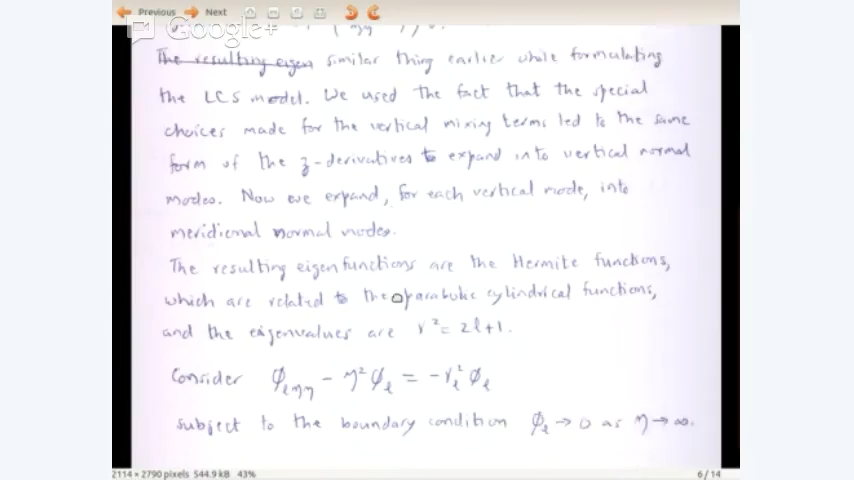 Previous Next
Google+
The resulting eigen similar thing earlier while formulating
the LCS model. We used the fact that the special
choices made for the vertical mixing terms led to the same
form of the z-derivatives to expand into vertical normal
modes. Now we expand, for each vertical mode, into
meridional normal modes.
The resulting eigenfunctions are the Hermite functions,
which are related to the parabolic cylindrical functions,
and the eigenvalues are r² = 2l+1.
Consider ϕ_lηη − η²ϕ_l = −r_l²ϕ_l
subject to the boundary condition ϕ_l → 0 as η → ∞.
2114 × 2790 pixels 544.9 kB 43% 6 / 14